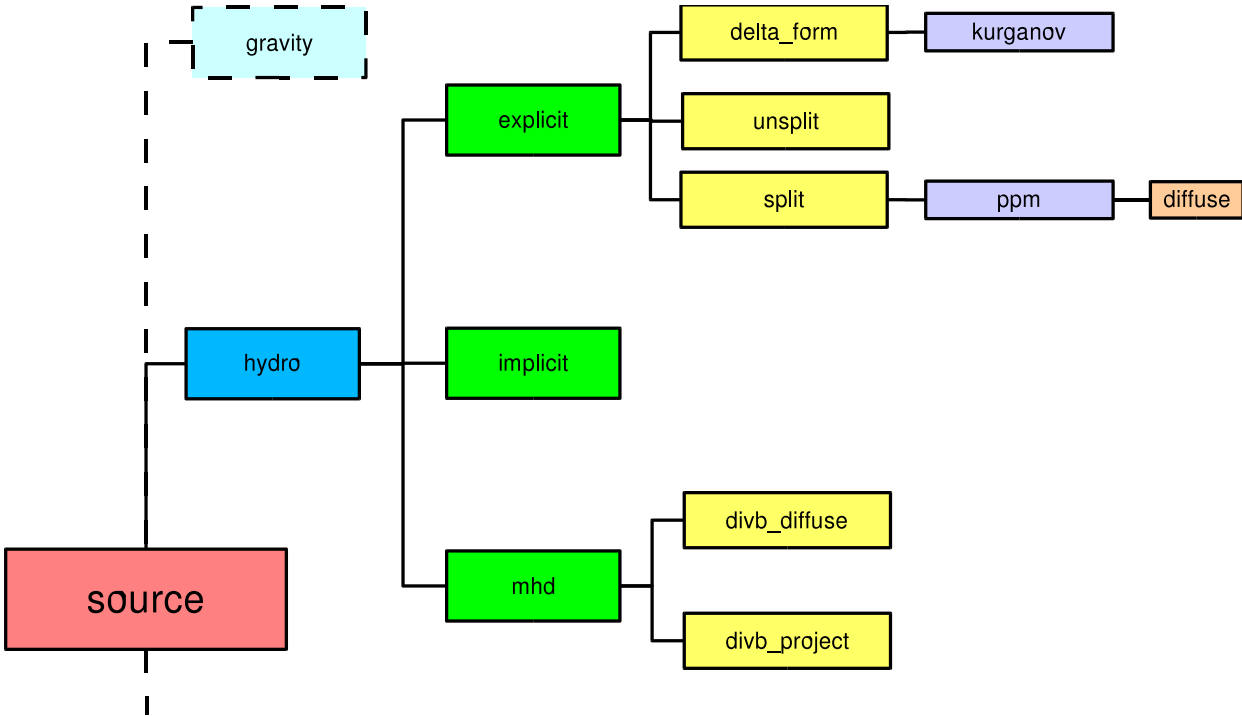 gravity
delta_form
kurganov
explicit
unsplit
split
ppm
diffuse
hydro
implicit
divb_diffuse
source
mhd
divb_project